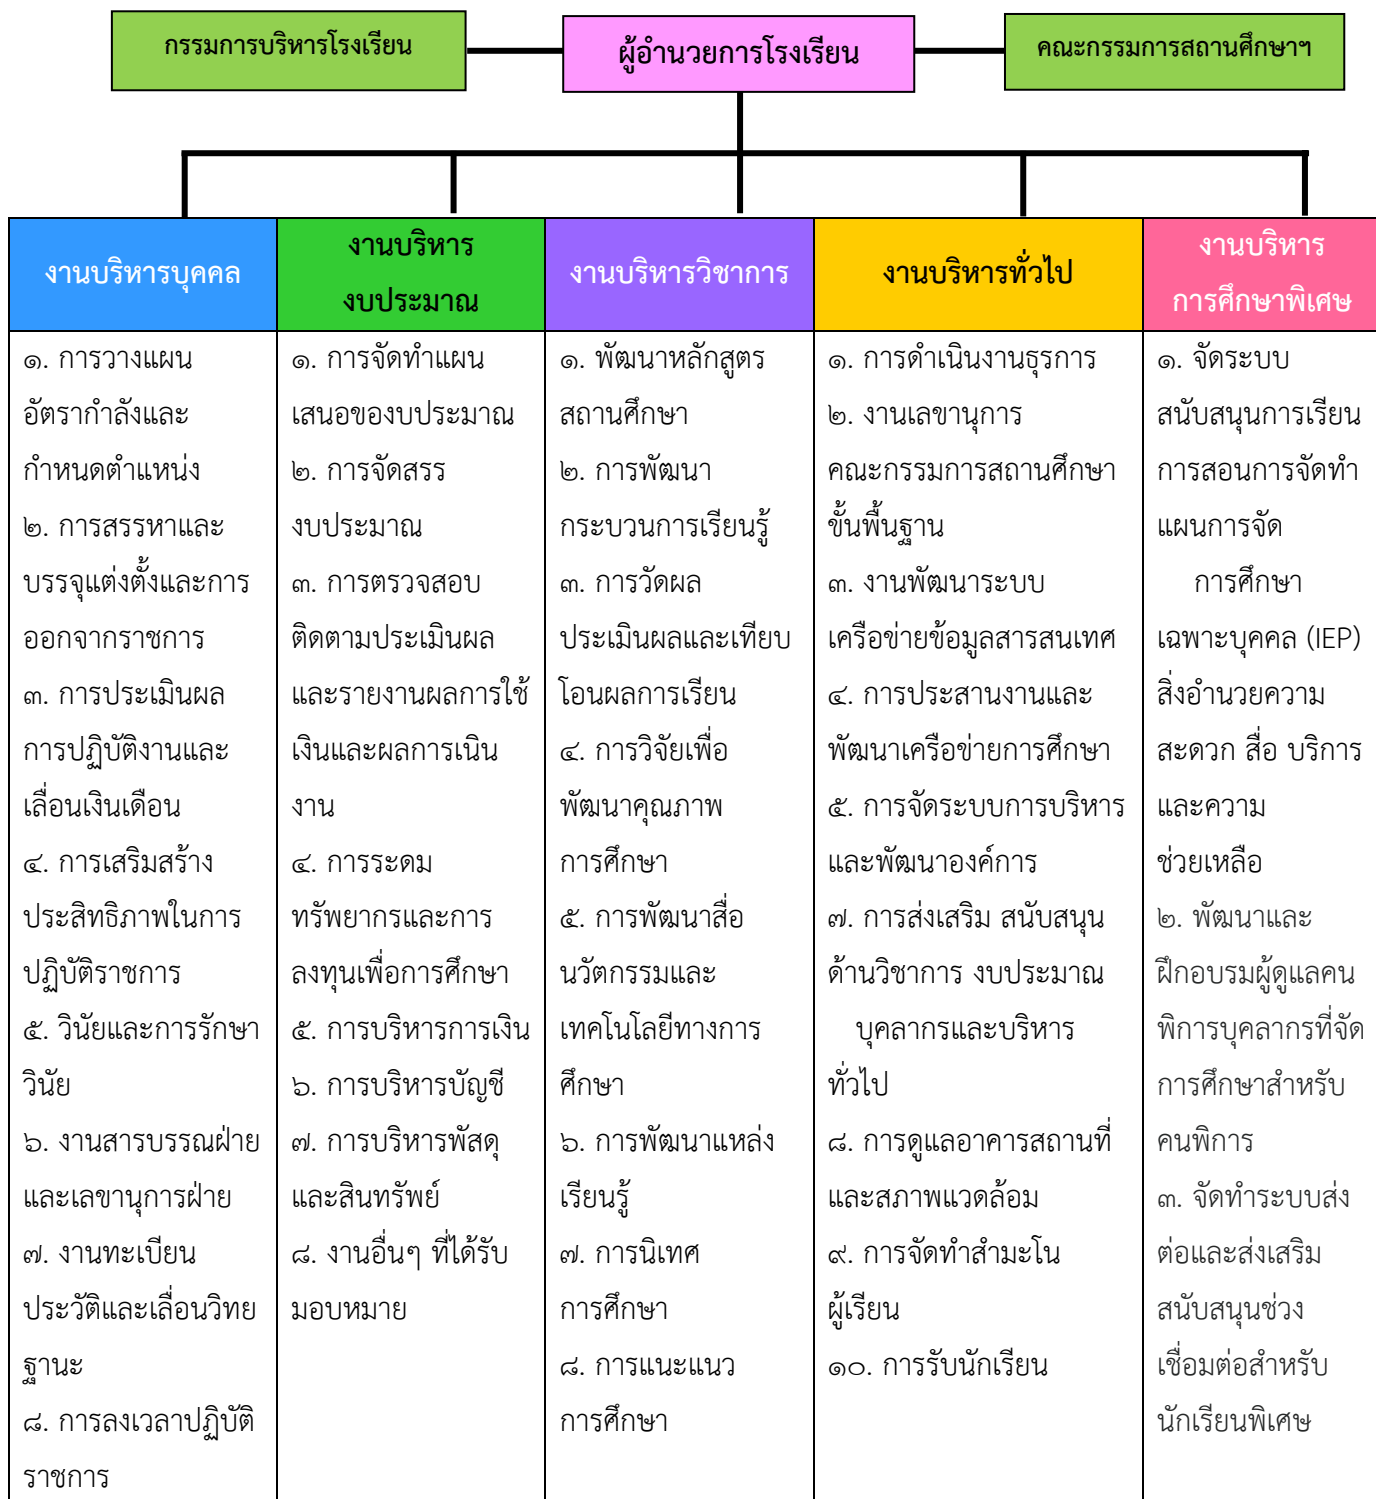 กรรมการบริหารโรงเรียน
ผู้อำนวยการโรงเรียน
คณะกรรมการสถานศึกษาฯ
งานบริหารบุคคล
๑. การวางแผน
อัตรากำลังและ
กำหนดตำแหน่ง
๒. การสรรหาและ
บรรจุแต่งตั้งและการ
ออกจากราชการ
๓. การประเมินผล
การปฏิบัติงานและ
เลื่อนเงินเดือน
๔. การเสริมสร้าง
ประสิทธิภาพในการ
ปฏิบัติราชการ
๕. วินัยและการรักษา
วินัย
๖. งานสารบรรณฝ่าย
และเลขานุการฝ่าย
๗. งานทะเบียน
ประวัติและเลื่อนวิทย
ฐานะ
๘. การลงเวลาปฏิบัติ
ราชการ
งานบริหาร
งบประมาณ
๑. การจัดทำแผน
เสนอของบประมาณ
๒. การจัดสรร
งบประมาณ
๓. การตรวจสอบ
ติดตามประเมินผล
และรายงานผลการใช้
เงินและผลการเนิน
งาน
๔. การระดม
ทรัพยากรและการ
ลงทุนเพื่อการศึกษา
๕. การบริหารการเงิน
๖. การบริหารบัญชี
๗. การบริหารพัสดุ
และสินทรัพย์
๘. งานอื่นๆ ที่ได้รับ
มอบหมาย
งานบริหารวิชาการ
๑. พัฒนาหลักสูตร
สถานศึกษา
๒. การพัฒนา
กระบวนการเรียนรู้
๓. การวัดผล
ประเมินผลและเทียบ
โอนผลการเรียน
๔. การวิจัยเพื่อ
พัฒนาคุณภาพ
การศึกษา
๕. การพัฒนาสื่อ
นวัตกรรมและ
เทคโนโลยีทางการ
ศึกษา
๖. การพัฒนาแหล่ง
เรียนรู้
๗. การนิเทศ
การศึกษา
๘. การแนะแนว
การศึกษา
งานบริหารทั่วไป
๑. การดำเนินงานธุรการ
๒. งานเลขานุการ
คณะกรรมการสถานศึกษา
ขั้นพื้นฐาน
๓. งานพัฒนาระบบ
เครือข่ายข้อมูลสารสนเทศ
๔. การประสานงานและ
พัฒนาเครือข่ายการศึกษา
๕. การจัดระบบการบริหาร
และพัฒนาองค์การ
๗. การส่งเสริม สนับสนุน
ด้านวิชาการ งบประมาณ
บุคลากรและบริหาร
ทั่วไป
๘. การดูแลอาคารสถานที่
และสภาพแวดล้อม
๙. การจัดทำสำมะโน
ผู้เรียน
๑๐. การรับนักเรียน
งานบริหาร
การศึกษาพิเศษ
๑. จัดระบบ
สนับสนุนการเรียน
การสอนการจัดทำ
แผนการจัด
การศึกษา
เฉพาะบุคคล (IEP)
สิ่งอำนวยความ
สะดวก สื่อ บริการ
และความ
ช่วยเหลือ
๒. พัฒนาและ
ฝึกอบรมผู้ดูแลคน
พิการบุคลากรที่จัด
การศึกษาสำหรับ
คนพิการ
๓. จัดทำระบบส่ง
ต่อและส่งเสริม
สนับสนุนช่วง
เชื่อมต่อสำหรับ
นักเรียนพิเศษ